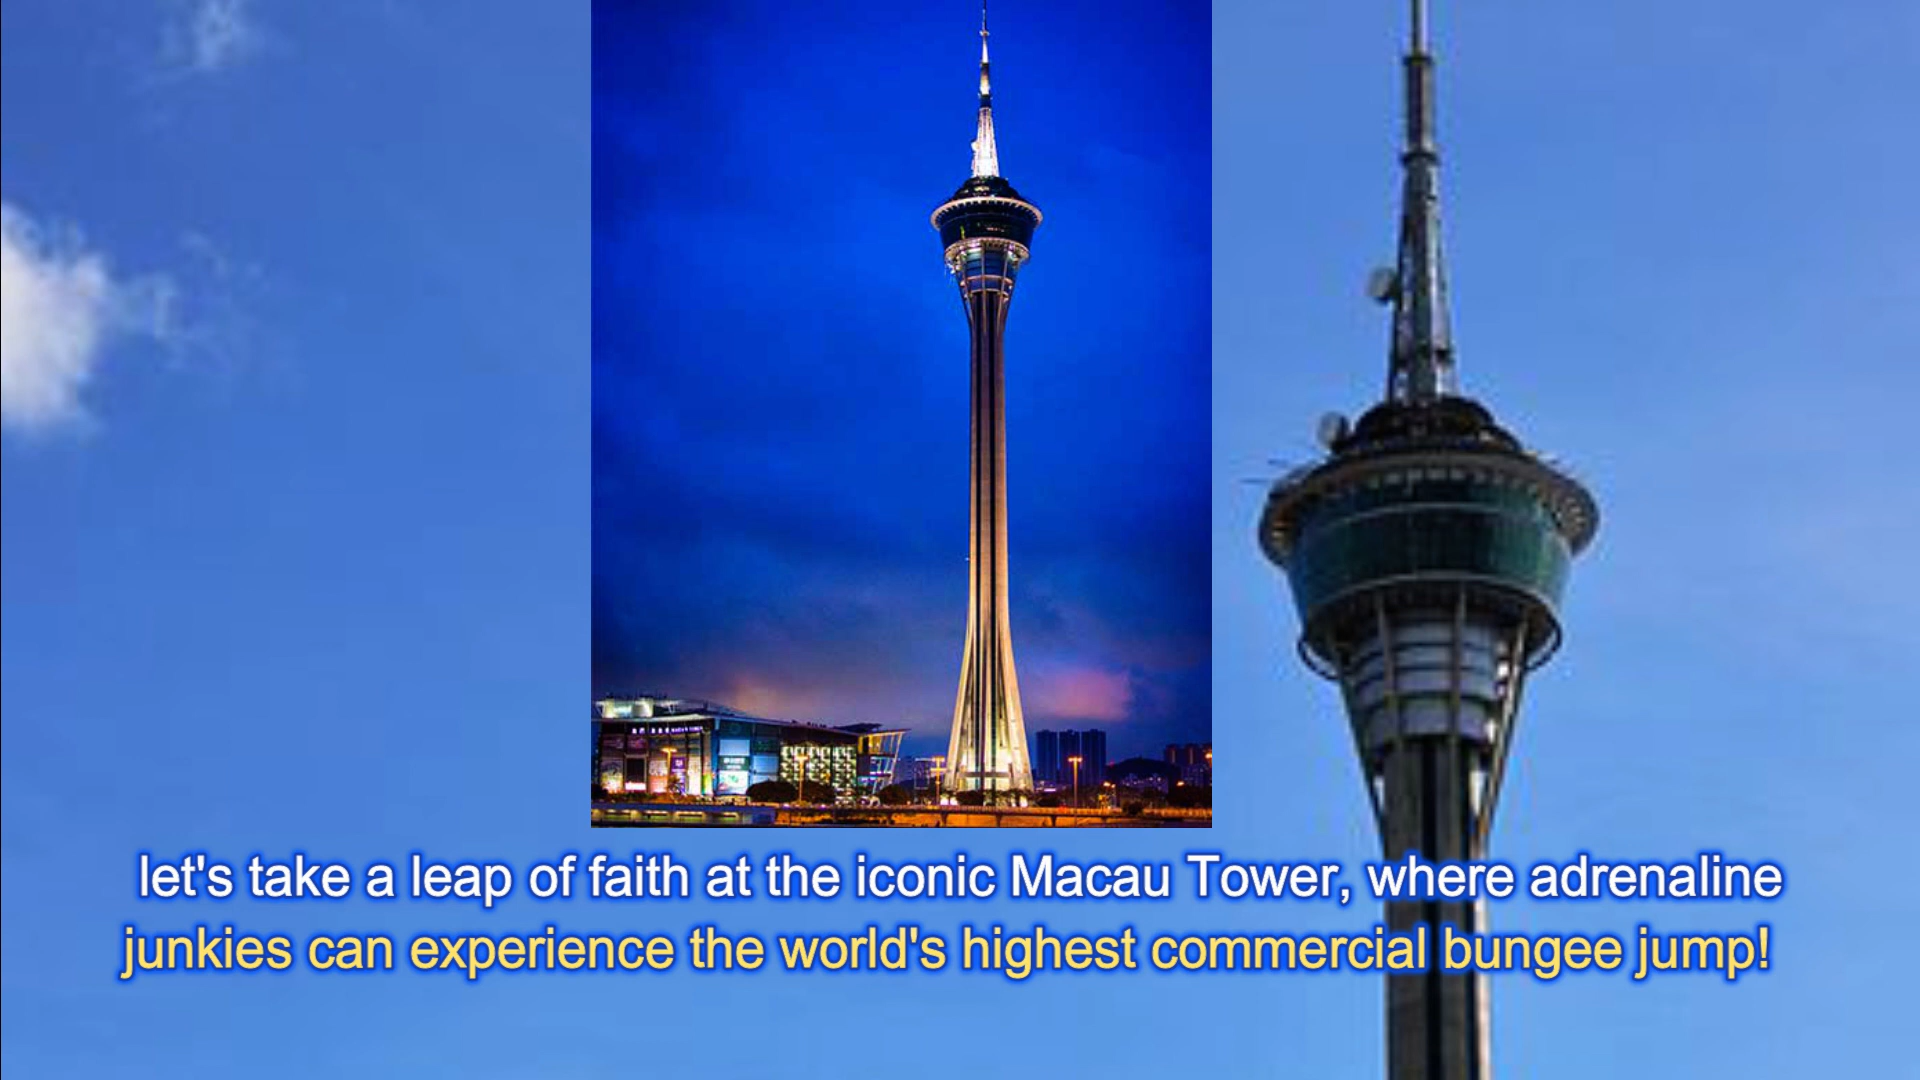 let's take a leap of faith at the iconic Macau Tower, where adrenaline
junkies can experience the world's highest commercial bungee jump!